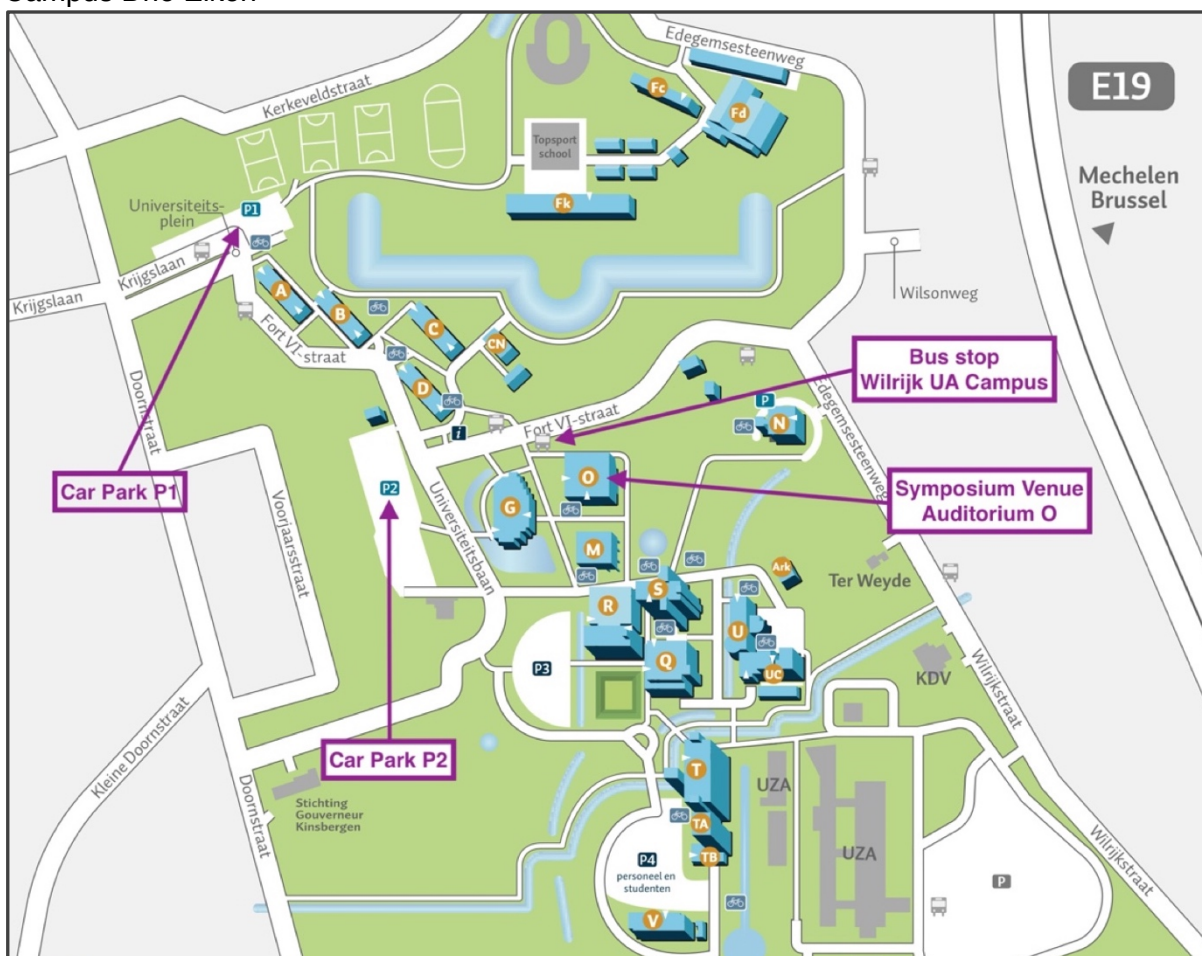 Edegemsesteenweg
E19
Kerkeveldstraat
Fc
Fd
Topsport
school
Mechelen
Brussel
Universiteits-
plein
P1
Fk
Krijgslaan
Krijgslaan
Wilsonweg
A
B
C
CN
Fort VI-straat
D
Bus stop
Wilrijk UA Campus
Doornstraat
P
N
Fort VI-straat
i
Edegemsesteenweg
Car Park P1
P2
O
Symposium Venue
Auditorium O
G
Voorjaarsstraat
Universiteitsbaan
M
Ark
Ter Weyde
S
R
U
Q
UC
P3
KDV
Wilrijkstraat
Car Park P2
Kleine Doornstraat
T
UZA
Stichting
Gouverneur
Kinsbergen
Doornstraat
TA
UZA
TB
P4
personeel en
studenten
Wilrijkstraat
P
V